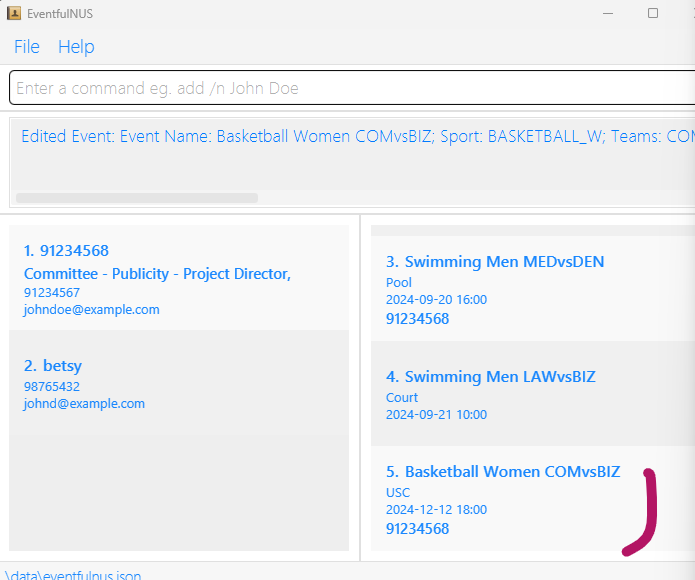 EventfulNUS
File Help
Enter a command eg. add /n John Doe
Edited Event: Event Name: Basketball Women COMvsBIZ; Sport: BASKETBALL_W; Teams: COM
1. 91234568
Committee - Publicity - Project Director,
91234567
johndoe@example.com
2. betsy
98765432
johnd@example.com
3. Swimming Men MEDvsDEN
Pool
2024-09-20 16:00
91234568
4. Swimming Men LAWvsBIZ
Court
2024-09-21 10:00
5. Basketball Women COMvsBIZ
USC
2024-12-12 18:00
91234568
\data\eventfulnus.json